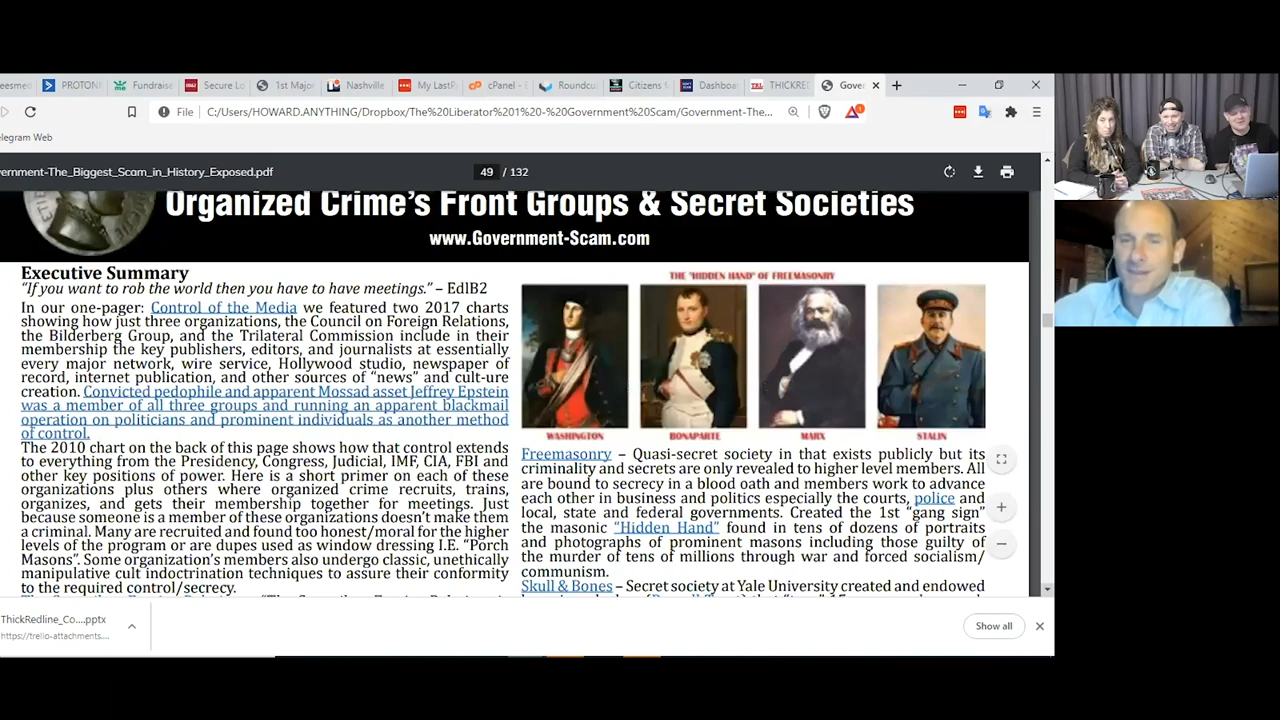 eesmed
PROTON
Fundraise
Secure Lo
1st Major
Nashville
My LastP
cPanel - E
Roundcu
Citizens
Dashboa
THICKRED
Gove
File
C:/Users/HOWARD.ANYTHING/Dropbox/The%20Liberator%201%20-%20Government%20Scam/Government-The...
elegram Web
vernment-The_Biggest_Scam_in_History_Exposed.pdf
49 / 132
Organized Crime's Front Groups & Secret Societies
www.Government-Scam.com
Executive Summary
“If you want to rob the world then you have to have meetings.” – EdlB2
In our one-pager: Control of the Media we featured two 2017 charts
showing how just three organizations, the Council on Foreign Relations,
the Bilderberg Group, and the Trilateral Commission include in their
membership the key publishers, editors, and journalists at essentially
every major network, wire service, Hollywood studio, newspaper of
record, internet publication, and other sources of “news” and cult-ure
creation. Convicted pedophile and apparent Mossad asset Jeffrey Epstein
was a member of all three groups and running an apparent blackmail
operation on politicians and prominent individuals as another method
of control.
The 2010 chart on the back of this page shows how that control extends
to everything from the Presidency, Congress, Judicial, IMF, CIA, FBI and
other key positions of power. Here is a short primer on each of these
organizations plus others where organized crime recruits, trains,
organizes, and gets their membership together for meetings. Just
because someone is a member of these organizations doesn't make them
a criminal. Many are recruited and found too honest/moral for the higher
levels of the program or are dupes used as window dressing I.E. “Porch
Masons”. Some organization's members also undergo classic, unethically
manipulative cult indoctrination techniques to assure their conformity
to the required control/secrecy.
THE "HIDDEN HAND" OF FREEMASONRY
WASHINGTON
BONAPARTE
MARX
STALIN
Freemasonry – Quasi-secret society in that exists publicly but its
criminality and secrets are only revealed to higher level members. All
are bound to secrecy in a blood oath and members work to advance
each other in business and politics especially the courts, police and
local, state and federal governments. Created the 1st “gang sign”
the masonic “Hidden Hand” found in tens of dozens of portraits
and photographs of prominent masons including those guilty of
the murder of tens of millions through war and forced socialism/
communism.
Skull & Bones – Secret society at Yale University created and endowed
ThickRedline_Co....pptx
https://trello-attachments....
Show all